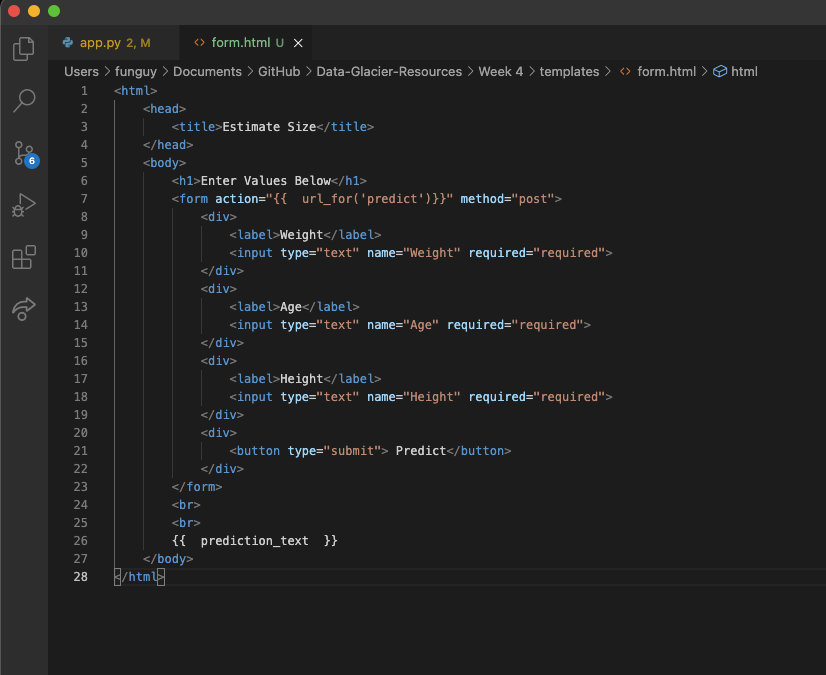 app.py 2, M
form.html U
Users > funguy > Documents > GitHub > Data-Glacier-Resources > Week 4 > templates > <> form.html > html
1 <html>
2     <head>
3         <title>Estimate Size</title>
4     </head>
5     <body>
6         <h1>Enter Values Below</h1>
7         <form action="{{  url_for('predict')}}" method="post">
8             <div>
9                 <label>Weight</label>
10                 <input type="text" name="Weight" required="required">
11             </div>
12             <div>
13                 <label>Age</label>
14                 <input type="text" name="Age" required="required">
15             </div>
16             <div>
17                 <label>Height</label>
18                 <input type="text" name="Height" required="required">
19             </div>
20             <div>
21                 <button type="submit"> Predict</button>
22             </div>
23         </form>
24         <br>
25         <br>
26         {{  prediction_text  }}
27     </body>
28 </html>
6